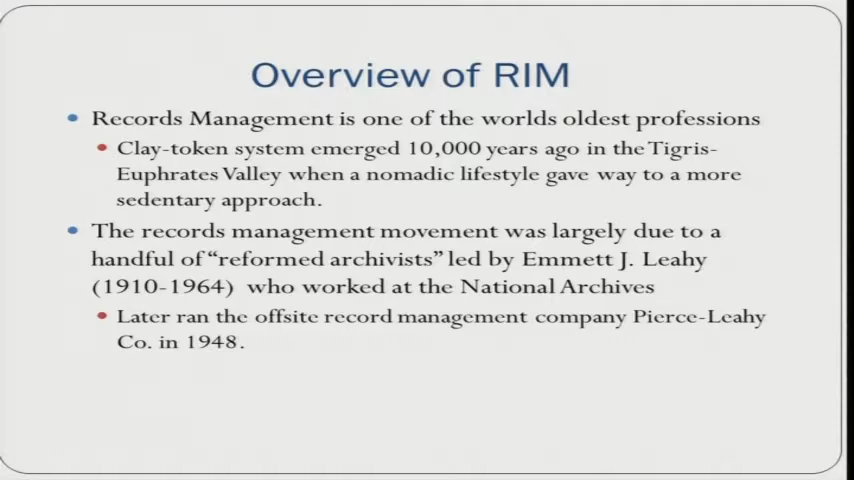 Overview of RIM
Records Management is one of the worlds oldest professions
Clay-token system emerged 10,000 years ago in the Tigris-
Euphrates Valley when a nomadic lifestyle gave way to a more
sedentary approach.
The records management movement was largely due to a
handful of “reformed archivists” led by Emmett J. Leahy
(1910-1964) who worked at the National Archives
Later ran the offsite record management company Pierce-Leahy
Co. in 1948.